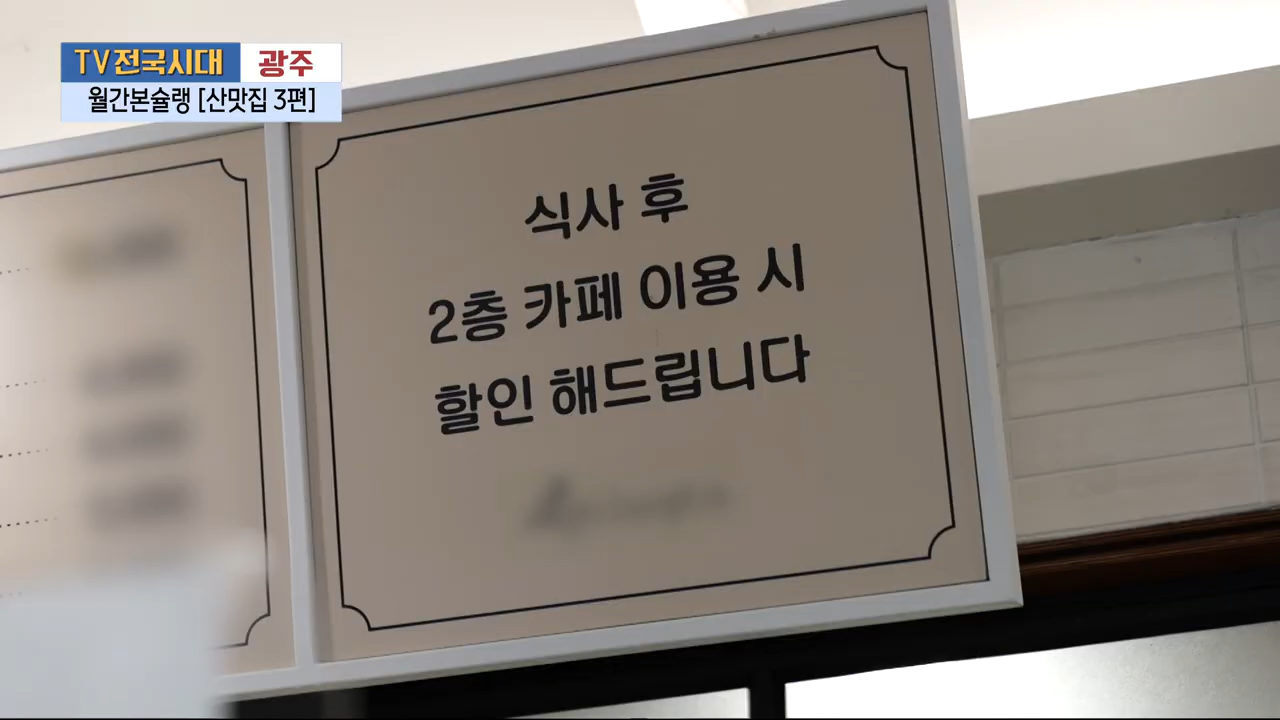 TV전국시대 광주
월간본슐랭 [산맛집 3편]
식사 후
2층 카페 이용 시
할인 해드립니다